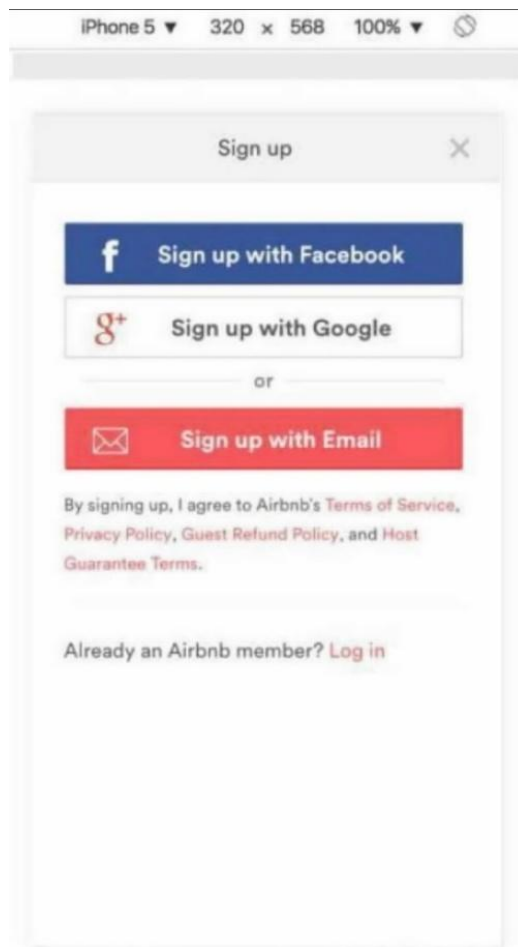 iPhone 5 ▼ 320 × 568 100% ▼
Sign up ×
f Sign up with Facebook
g+ Sign up with Google
or
Sign up with Email
By signing up, I agree to Airbnb's Terms of Service,
Privacy Policy, Guest Refund Policy, and Host
Guarantee Terms.
Already an Airbnb member? Log in